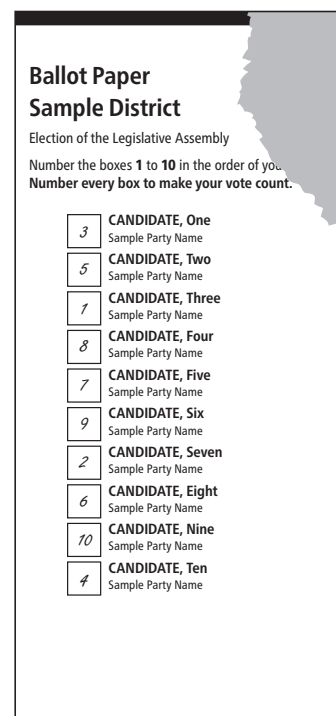 Ballot Paper
Sample District
Election of the Legislative Assembly
Number the boxes 1 to 10 in the order of
Number every box to make your vote count.
3 CANDIDATE, One
Sample Party Name
5 CANDIDATE, Two
Sample Party Name
1 CANDIDATE, Three
Sample Party Name
8 CANDIDATE, Four
Sample Party Name
7 CANDIDATE, Five
Sample Party Name
9 CANDIDATE, Six
Sample Party Name
2 CANDIDATE, Seven
Sample Party Name
6 CANDIDATE, Eight
Sample Party Name
10 CANDIDATE, Nine
Sample Party Name
4 CANDIDATE, Ten
Sample Party Name